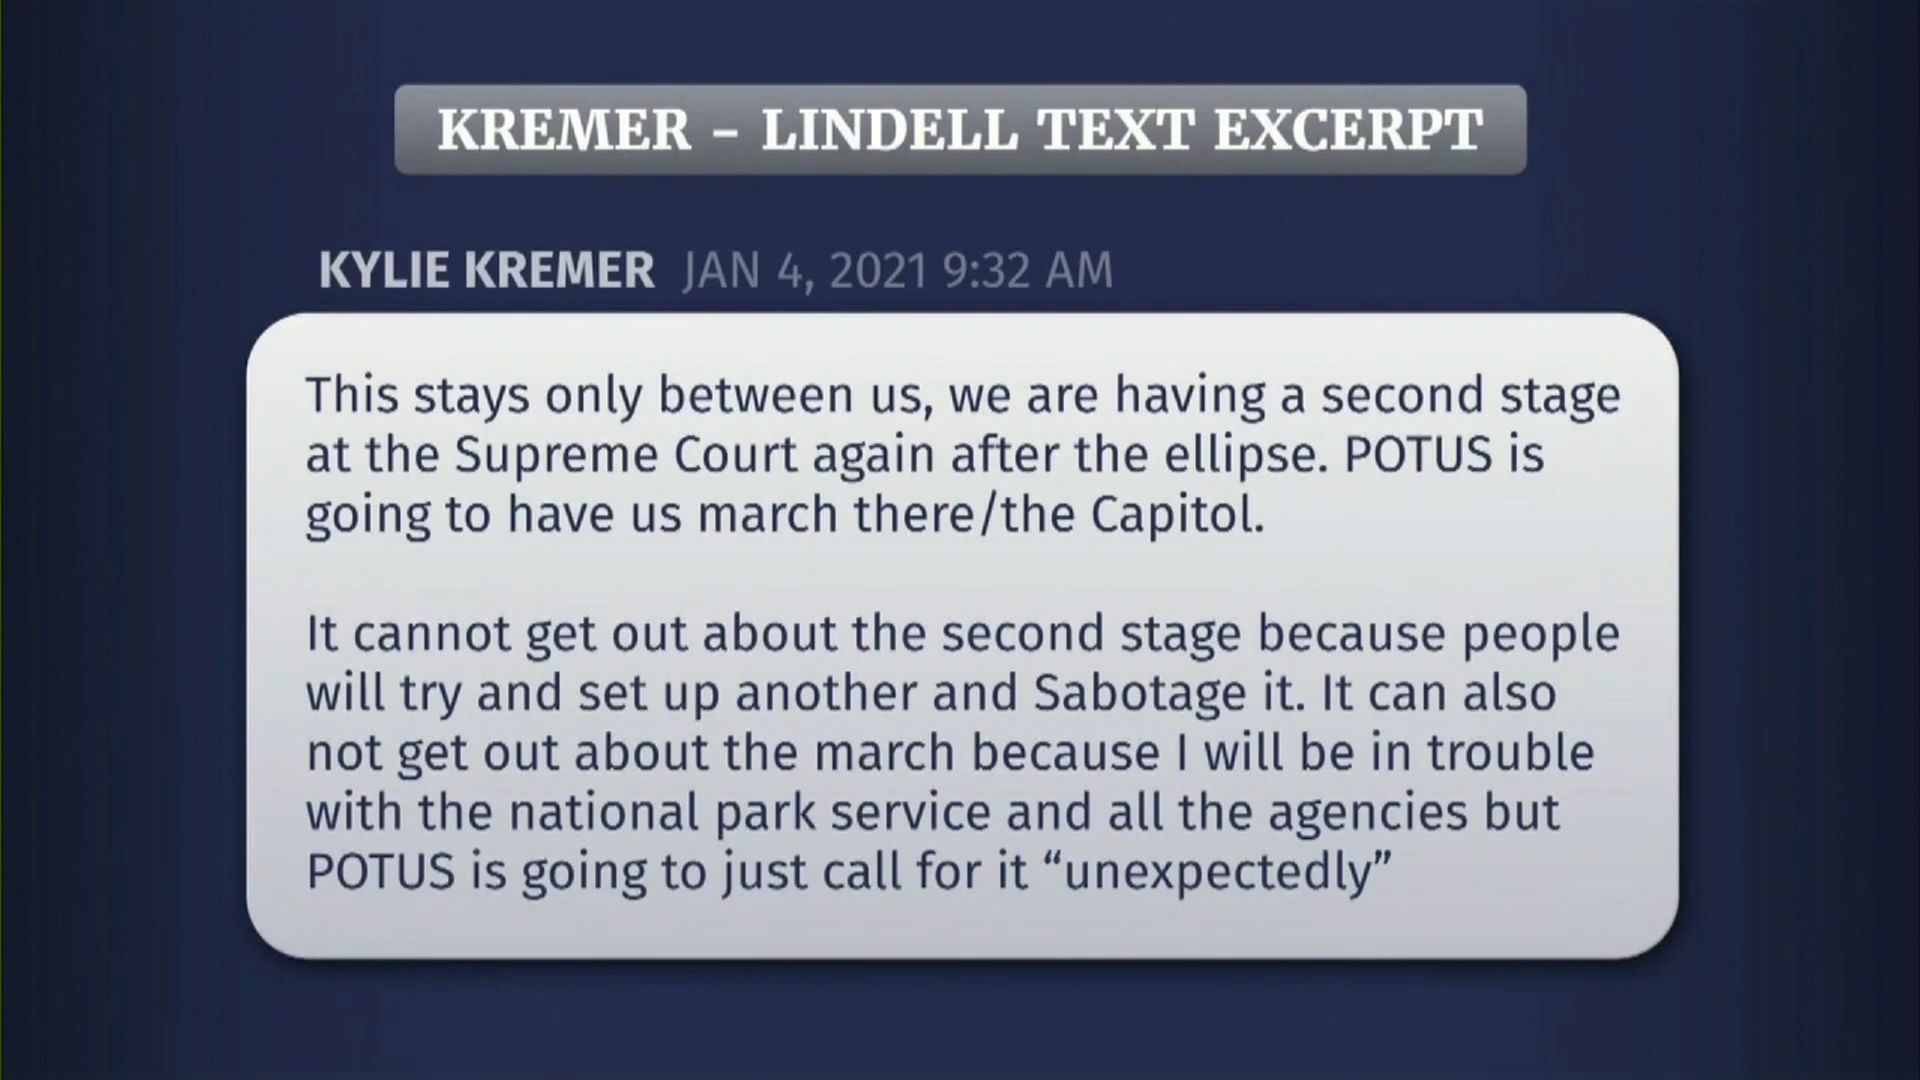 KREMER – LINDELL TEXT EXCERPT
KYLIE KREMER JAN 4, 2021 9:32 AM
This stays only between us, we are having a second stage
at the Supreme Court again after the ellipse. POTUS is
going to have us march there/the Capitol.
It cannot get out about the second stage because people
will try and set up another and Sabotage it. It can also
not get out about the march because I will be in trouble
with the national park service and all the agencies but
POTUS is going to just call for it “unexpectedly”